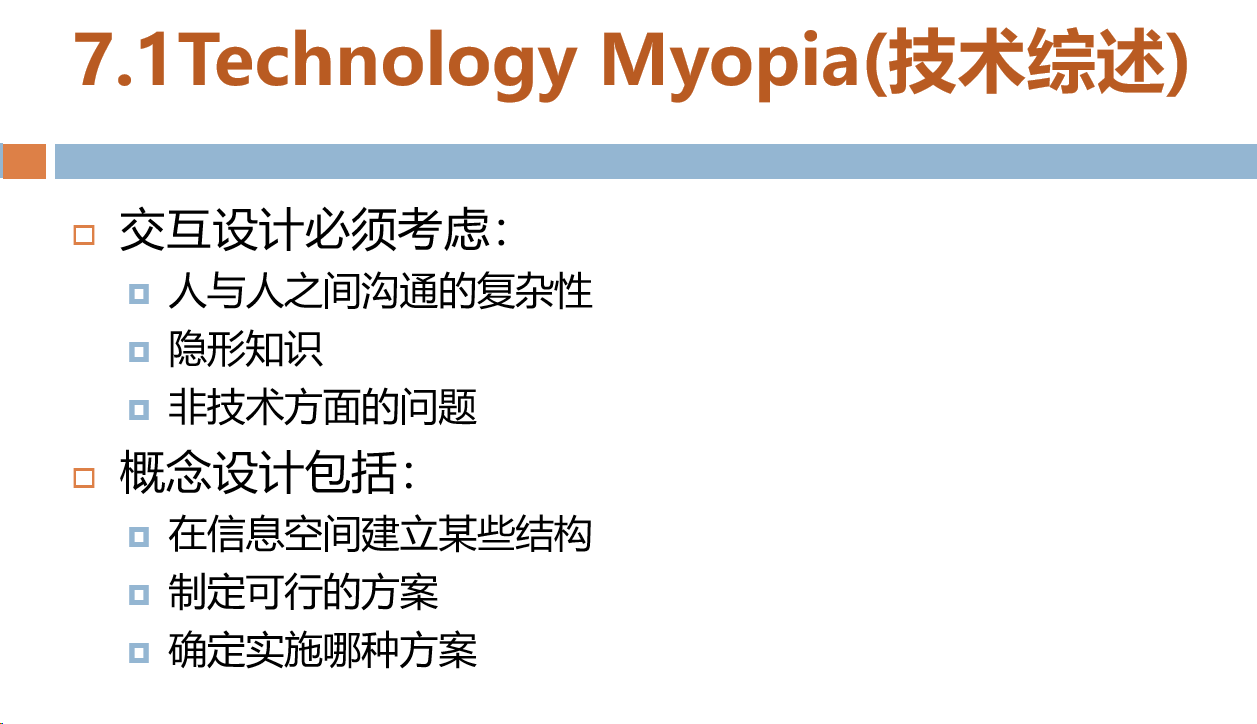 7.1Technology Myopia(技术综述)
交互设计必须考虑：
人与人之间沟通的复杂性
隐形知识
非技术方面的问题
概念设计包括：
在信息空间建立某些结构
制定可行的方案
确定实施哪种方案